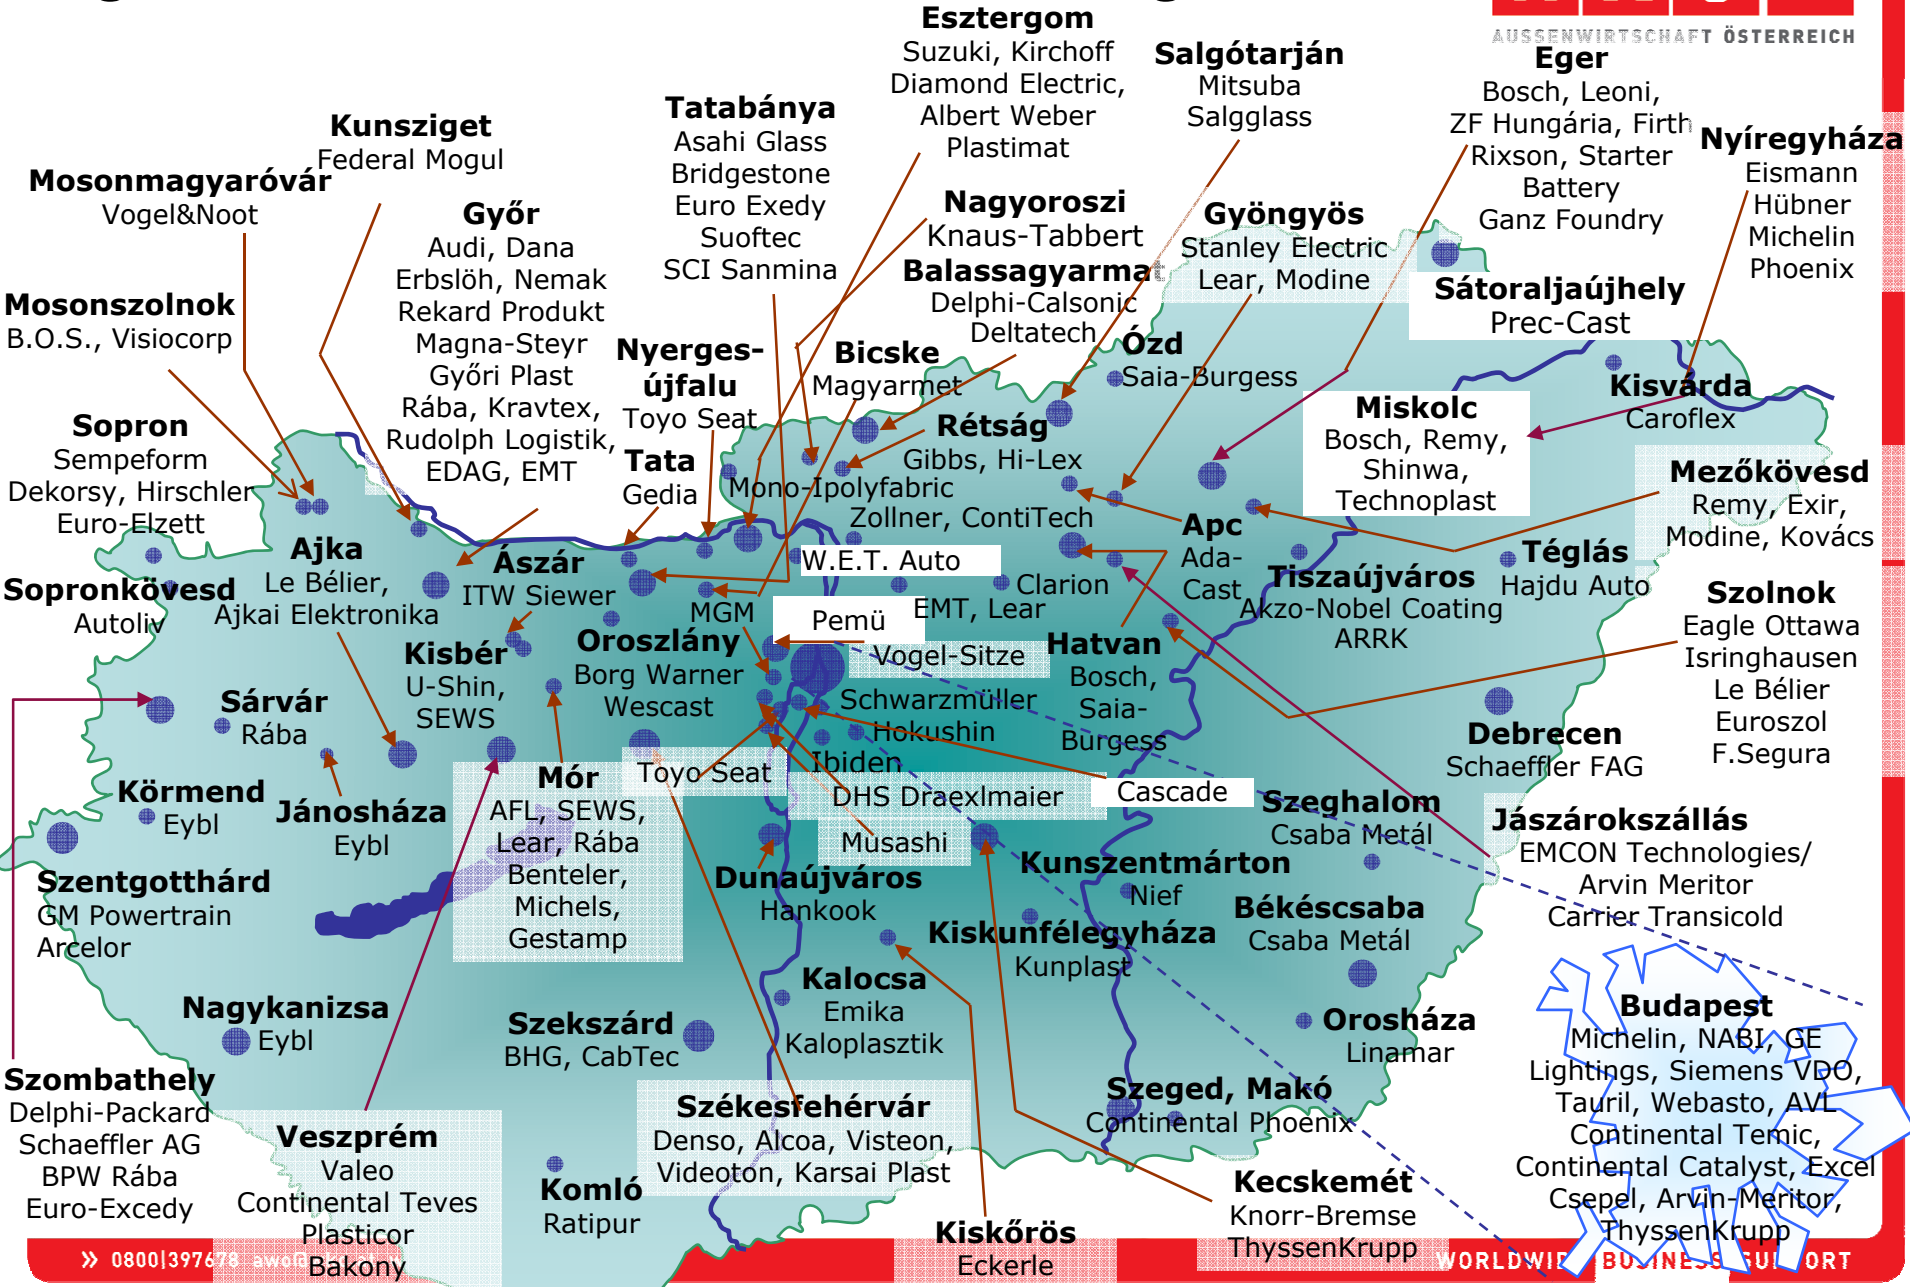 AUSSENWIRTSCHAFT ÖSTERREICH
Esztergom
Suzuki, Kirchoff
Diamond Electric,
Albert Weber
Plastimat
Salgótarján
Mitsuba
Salgglass
Eger
Bosch, Leoni,
ZF Hungária, Firth
Rixson, Starter
Battery
Ganz Foundry
Nyíregyháza
Eismann
Hübner
Michelin
Phoenix
Tatabánya
Asahi Glass
Bridgestone
Euro Exedy
Suoftec
SCI Sanmina
Kunsziget
Federal Mogul
Mosonmagyaróvár
Vogel&Noot
Győr
Audi, Dana
Erbslöh, Nemak
Rekard Produkt
Magna-Steyr
Győri Plast
Rába, Kravtex,
Rudolph Logistik,
EDAG, EMT
Nagyoroszi
Knaus-Tabbert
Balassagyarma
Delphi-Calsonic
Deltatech
Gyöngyös
Stanley Electric
Lear, Modine
Sátoraljaújhely
Prec-Cast
Mosonszolnok
B.O.S., Visiocorp
Nyerges-
újfalu
Toyo Seat
Bicske
Magyarmet
Ózd
Saia-Burgess
Kisvárda
Caroflex
Miskolc
Bosch, Remy,
Shinwa,
Technoplast
Sopron
Sempeform
Dekorsy, Hirschler
Euro-Elzett
Tata
Gedia
Rétság
Gibbs, Hi-Lex
Mono-Ipolyfabric
Zollner, ContiTech
Mezőkövesd
Remy, Exir,
Modine, Kovács
Apc
Ada-
Cast
Ajka
Le Bélier,
Ajkai Elektronika
Ászár
ITW Siewer
W.E.T. Auto
Clarion
EMT, Lear
MGM
Pemü
Vogel-Sitze
Tiszaújváros
Akzo-Nobel Coating
ARRK
Téglás
Hajdu Auto
Sopronkövesd
Autoliv
Szolnok
Eagle Ottawa
Isringhausen
Le Bélier
Euroszol
F.Segura
Kisbér
U-Shin,
SEWS
Oroszlány
Borg Warner
Wescast
Hatvan
Bosch,
Saia-
Burgess
Schwarzmüller
Hokushin
Ibiden
Sárvár
Rába
Debrecen
Schaeffler FAG
Toyo Seat
DHS Draexlmaier
Cascade
Musashi
Mór
AFL, SEWS,
Lear, Rába
Benteler,
Michels,
Gestamp
Körmend
Eybl
Jánosháza
Eybl
Szeghalom
Csaba Metál
Jászárokszállás
EMCON Technologies/
Arvin Meritor
Carrier Transicold
Szentgotthárd
GM Powertrain
Arcelor
Dunaújváros
Hankook
Kunszentmárton
Nief
Békéscsaba
Csaba Metál
Kiskunfélegyháza
Kunplast
Kalocsa
Emika
Kaloplasztik
Nagykanizsa
Eybl
Szekszárd
BHG, CabTec
Orosháza
Linamar
Budapest
Michelin, NABI, GE
Lightings, Siemens VDO,
Tauril, Webasto, AVL
Continental Temic,
Continental Catalyst, Excel
Csepel, Arvin-Meritor,
ThyssenKrupp
Szombathely
Delphi-Packard
Schaeffler AG
BPW Rába
Euro-Excedy
Veszprém
Valeo
Continental Teves
Plasticor
Bakony
Székesfehérvár
Denso, Alcoa, Visteon,
Videoton, Karsai Plast
Szeged, Makó
Continental Phoenix
Komló
Ratipur
Kecskemét
Knorr-Bremse
ThyssenKrupp
Kiskőrös
Eckerle
» 0800|397678
BUSINESS